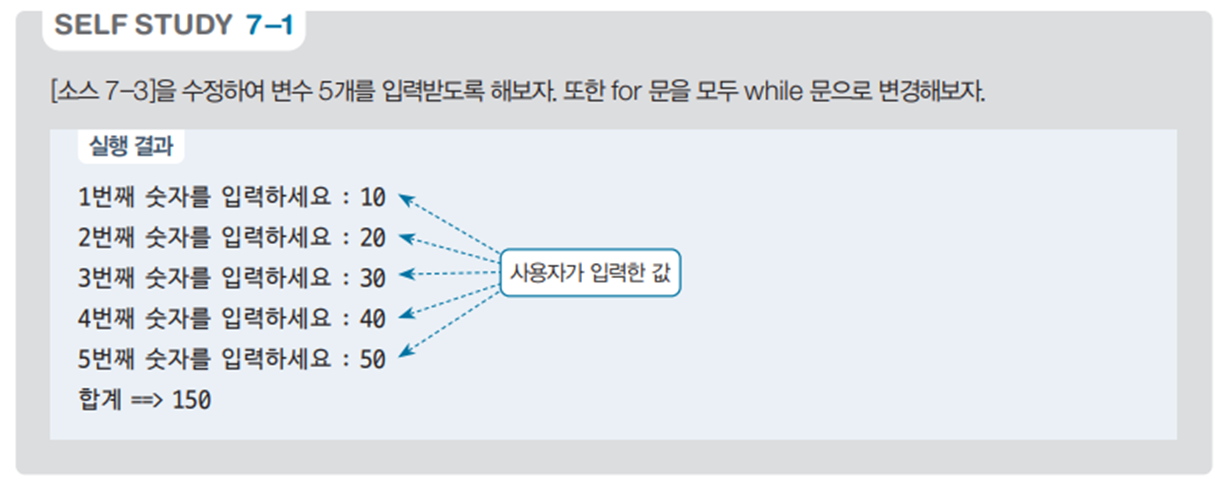 SELF STUDY 7-1
[소스 7-3]을 수정하여 변수 5개를 입력받도록 해보자. 또한 for 문을 모두 while 문으로 변경해보자.
실행 결과
1번째 숫자를 입력하세요 : 10
2번째 숫자를 입력하세요 : 20
3번째 숫자를 입력하세요 : 30
4번째 숫자를 입력하세요 : 40
5번째 숫자를 입력하세요 : 50
사용자가 입력한 값
합계 ==> 150